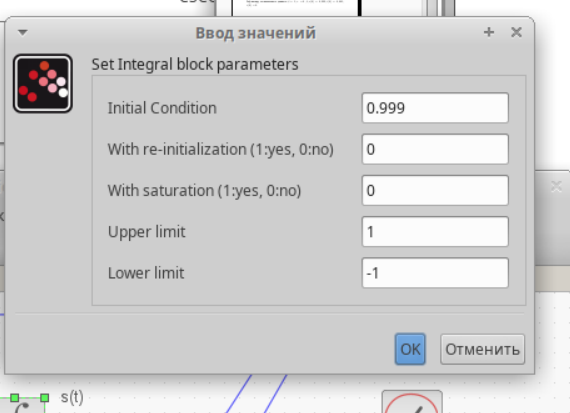 Ввод значений
Set Integral block parameters
Initial Condition 0.999
With re-initialization (1:yes, 0:no) 0
With saturation (1:yes, 0:no) 0
Upper limit 1
Lower limit -1
OK Отменить
s(t)